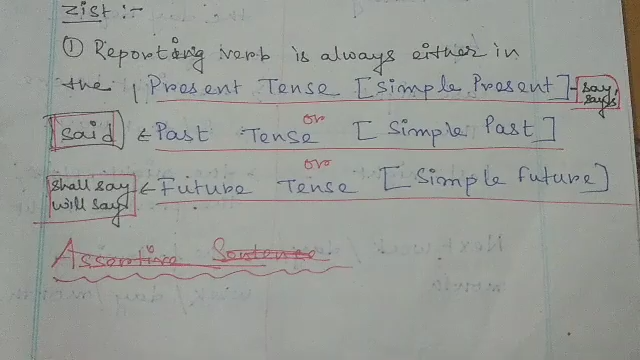 Zist :-
① Reporting verb is always either in
the , Present Tense [Simple Present] - say, says
or
said ← Past Tense [Simple Past]
or
shall say will say ← Future Tense [Simple future]
Assertive Sentence